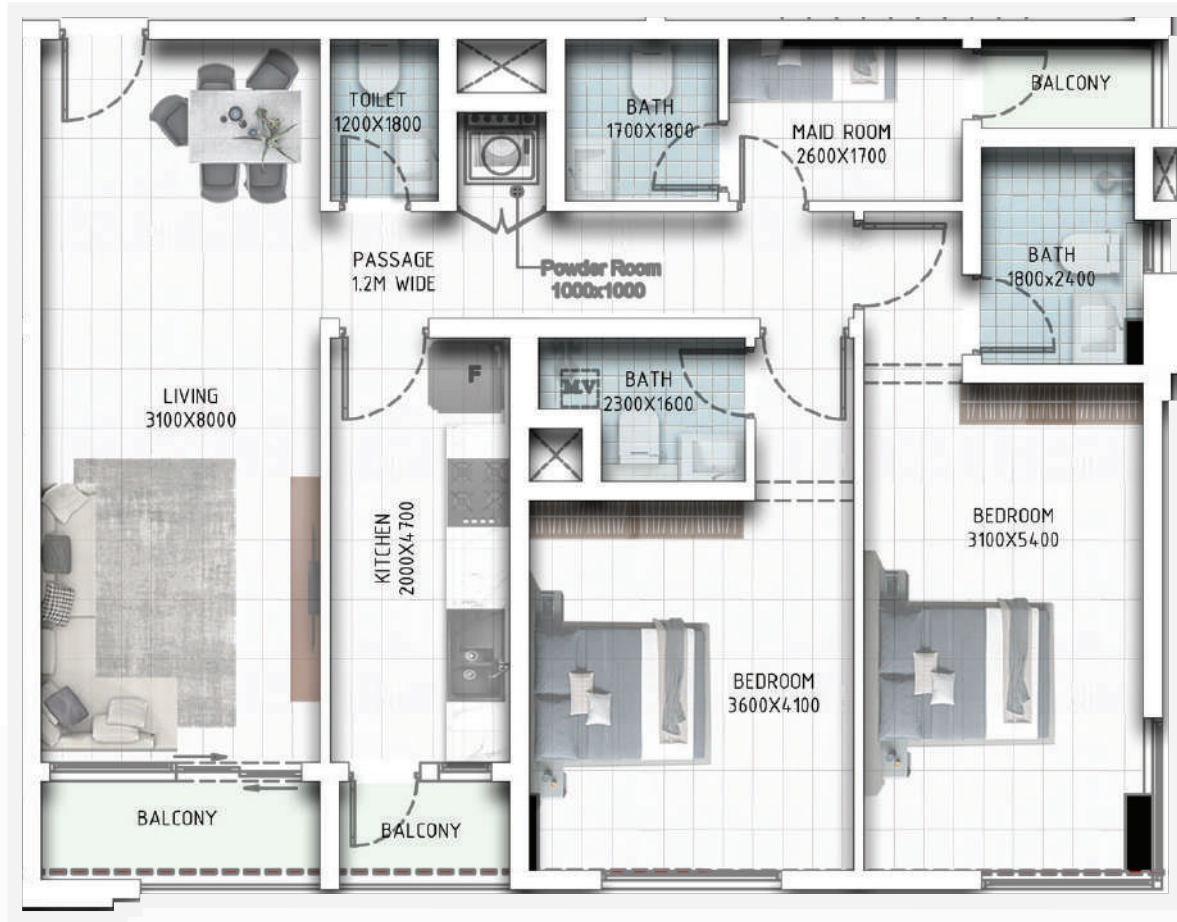 TOILET
1200X1800
BATH
1700X1800
MAID ROOM
2600X1700
BALCONY
PASSAGE
1.2M WIDE
Powder Room
1000x1000
BATH
1800x2400
LIVING
3100X8000
F
MV
BATH
2300X1600
KITCHEN
2000X4700
BEDROOM
3100X5400
BEDROOM
3600X4100
BALCONY
BALCONY